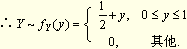 ∴ Y ~ f_Y(y) = { 1/2 + y, 0 ≤ y ≤ 1
0, 其他.